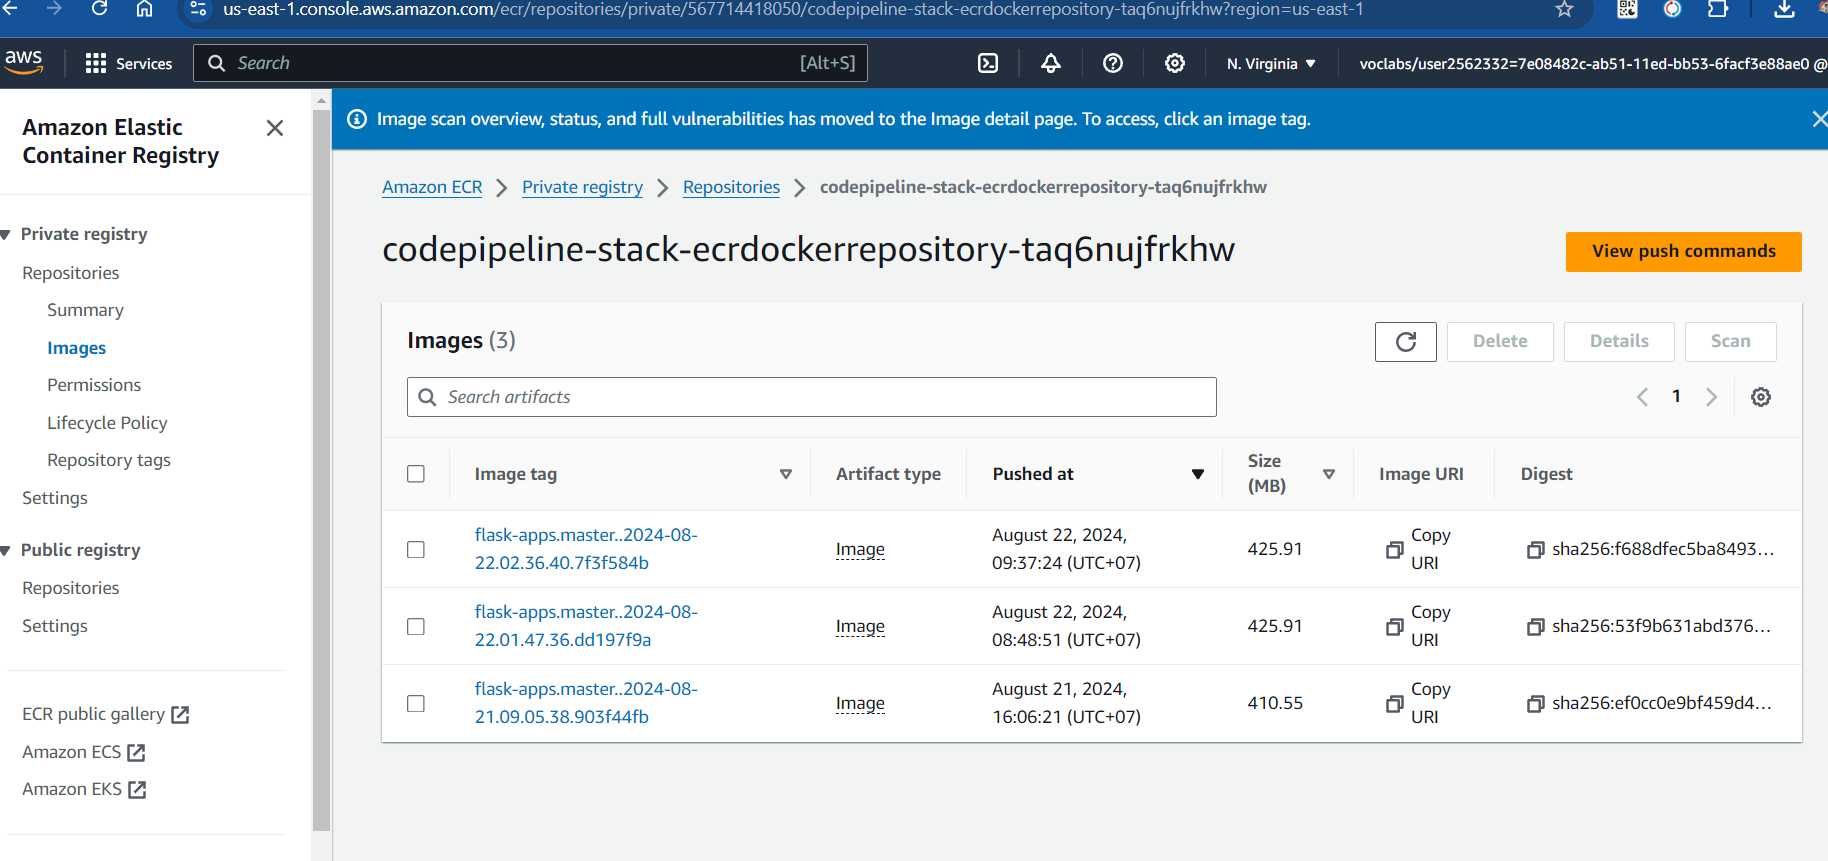 us-east-1.console.aws.amazon.com/ecr/repositories/private/567714418050/codepipeline-stack-ecrdockerrepository-taq6nujfrkhw?region=us-east-1
aws
Services
Search
[Alt+S]
N. Virginia
voclabs/user2562332=7e08482c-ab51-11ed-bb53-6facf3e88ae0 @
Amazon Elastic
Container Registry
Private registry
Repositories
Summary
Images
Permissions
Lifecycle Policy
Repository tags
Settings
Public registry
Repositories
Settings
ECR public gallery
Amazon ECS
Amazon EKS
Image scan overview, status, and full vulnerabilities has moved to the Image detail page. To access, click an image tag.
Amazon ECR
Private registry
Repositories
codepipeline-stack-ecrdockerrepository-taq6nujfrkhw
codepipeline-stack-ecrdockerrepository-taq6nujfrkhw
View push commands
Images (3)
Delete
Details
Scan
Search artifacts
1
Image tag
Artifact type
Pushed at
Size
(MB)
Image URI
Digest
flask-apps.master..2024-08-
22.02.36.40.7f3f584b
Image
August 22, 2024,
09:37:24 (UTC+07)
425.91
Copy
URI
sha256:f688dfec5ba8493...
flask-apps.master..2024-08-
22.01.47.36.dd197f9a
Image
August 22, 2024,
08:48:51 (UTC+07)
425.91
Copy
URI
sha256:53f9b631abd376...
flask-apps.master..2024-08-
21.09.05.38.903f44fb
Image
August 21, 2024,
16:06:21 (UTC+07)
410.55
Copy
URI
sha256:ef0cc0e9bf459d4...